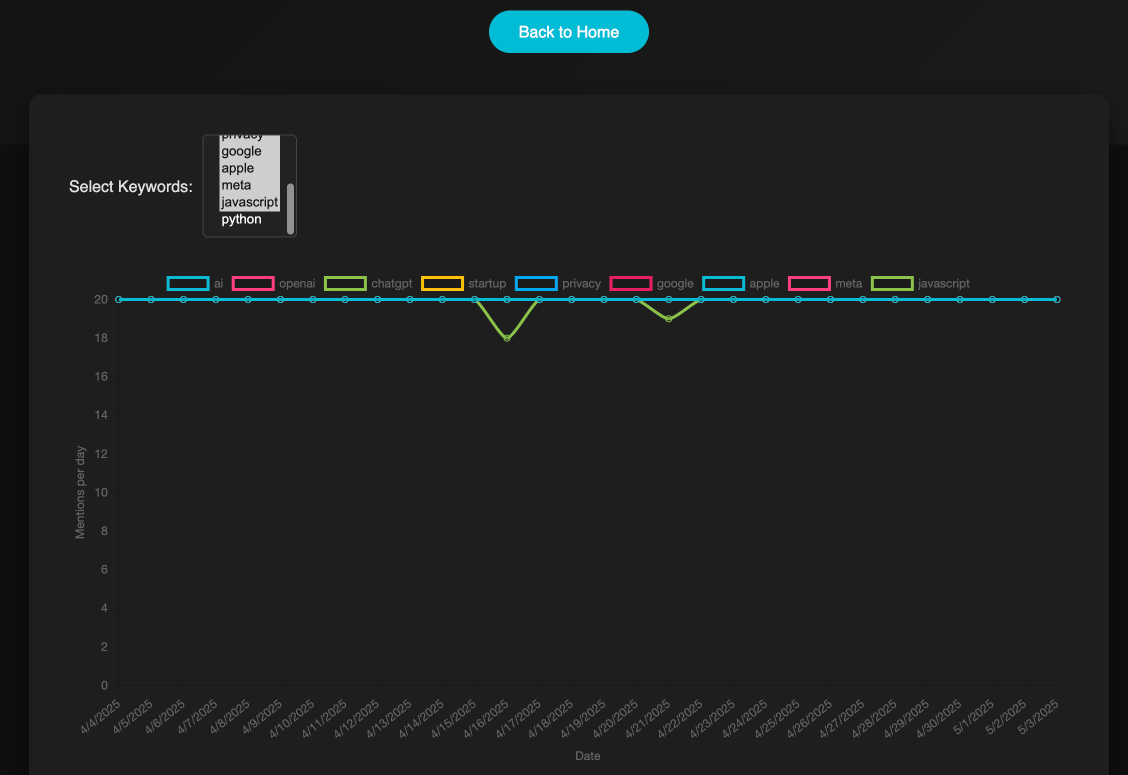 Back to Home
privacy
google
apple
meta
javascript
python
Select Keywords:
ai openai chatgpt startup privacy google apple meta javascript
20
18
16
14
12
10
8
6
4
2
0
Mentions per day
4/4/2025 4/5/2025 4/6/2025 4/7/2025 4/8/2025 4/9/2025 4/10/2025 4/11/2025 4/12/2025 4/13/2025 4/14/2025 4/15/2025 4/16/2025 4/17/2025 4/18/2025 4/19/2025 4/20/2025 4/21/2025 4/22/2025 4/23/2025 4/24/2025 4/25/2025 4/26/2025 4/27/2025 4/28/2025 4/29/2025 4/30/2025 5/1/2025 5/2/2025 5/3/2025
Date